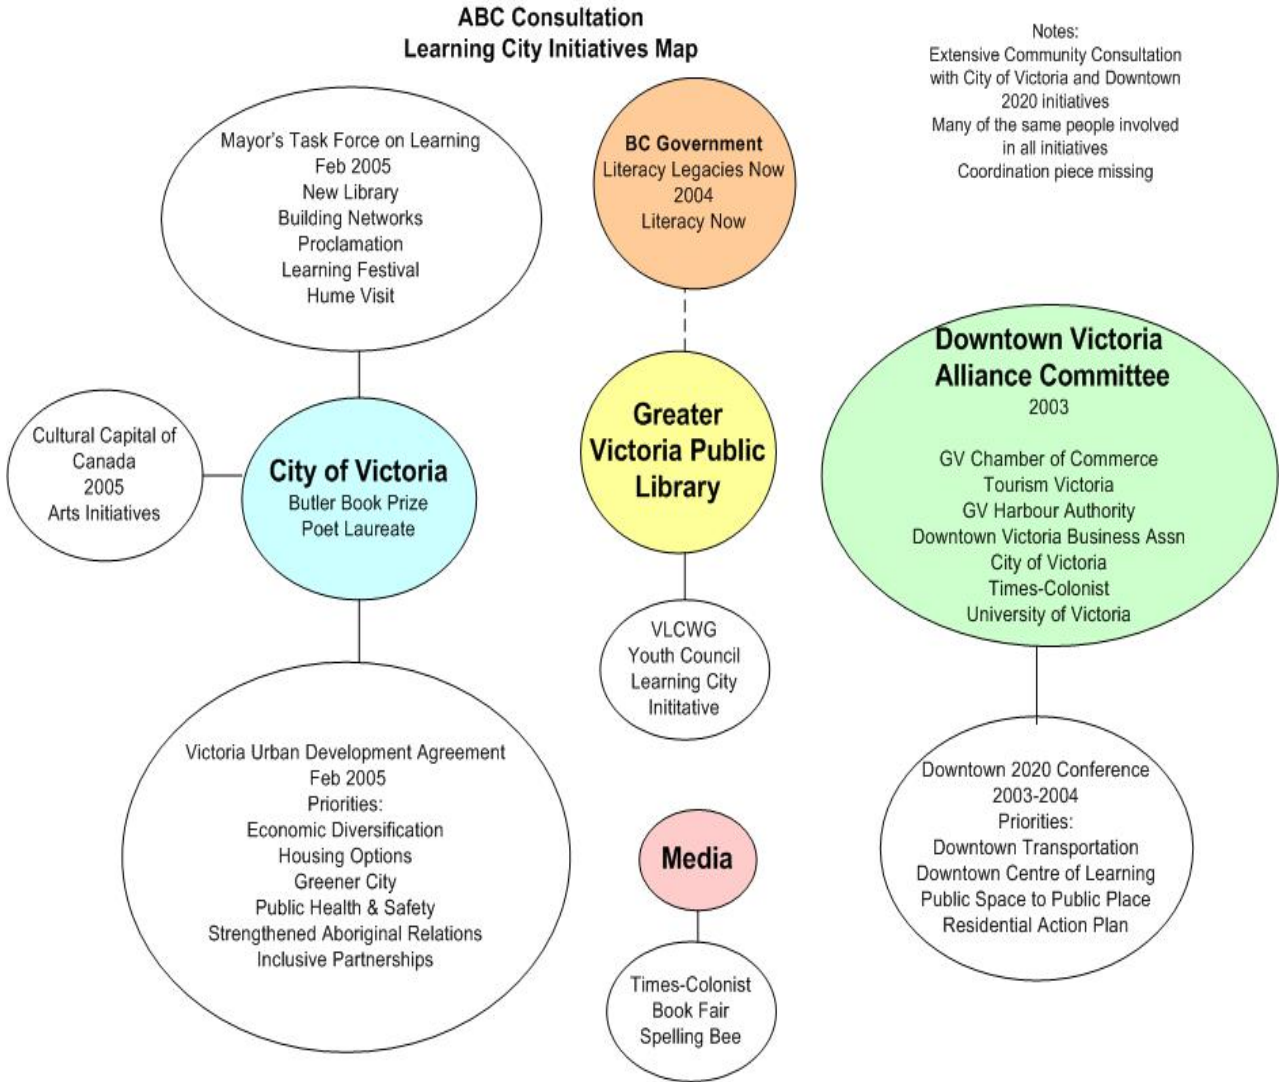 ABC Consultation
Learning City Initiatives Map
Notes:
Extensive Community Consultation
with City of Victoria and Downtown
2020 initiatives
Many of the same people involved
in all initiatives
Coordination piece missing
Mayor's Task Force on Learning
Feb 2005
New Library
Building Networks
Proclamation
Learning Festival
Hume Visit
BC Government
Literacy Legacies Now
2004
Literacy Now
Cultural Capital of
Canada
2005
Arts Initiatives
City of Victoria
Butler Book Prize
Poet Laureate
Greater
Victoria Public
Library
Downtown Victoria
Alliance Committee
2003
GV Chamber of Commerce
Tourism Victoria
GV Harbour Authority
Downtown Victoria Business Assn
City of Victoria
Times-Colonist
University of Victoria
VLCWG
Youth Council
Learning City
Inititative
Victoria Urban Development Agreement
Feb 2005
Priorities:
Economic Diversification
Housing Options
Greener City
Public Health & Safety
Strengthened Aboriginal Relations
Inclusive Partnerships
Media
Times-Colonist
Book Fair
Spelling Bee
Downtown 2020 Conference
2003-2004
Priorities:
Downtown Transportation
Downtown Centre of Learning
Public Space to Public Place
Residential Action Plan